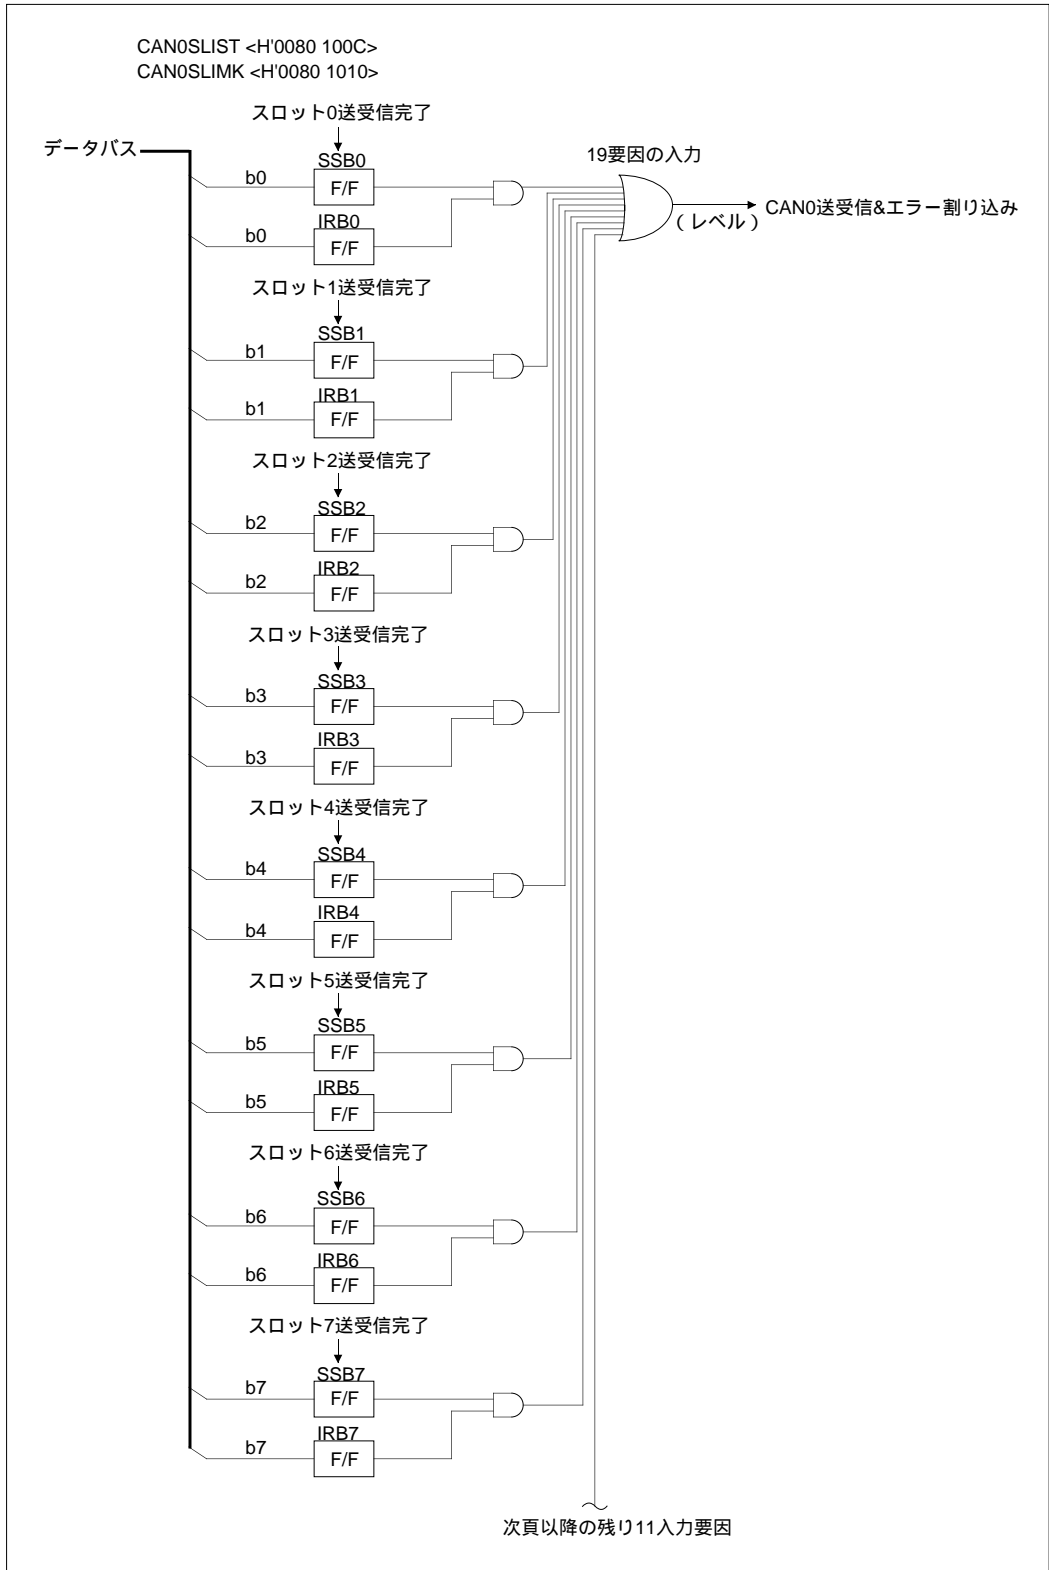 CAN0SLIST <H'0080 100C>
CAN0SLIMK <H'0080 1010>
スロット0送受信完了
データバス
19要因の入力
SSB0
b0
F/F
CAN0送受信&エラー割り込み
(レベル)
IRB0
b0
F/F
スロット1送受信完了
SSB1
b1
F/F
IRB1
b1
F/F
スロット2送受信完了
SSB2
b2
F/F
IRB2
b2
F/F
スロット3送受信完了
SSB3
b3
F/F
IRB3
b3
F/F
スロット4送受信完了
SSB4
b4
F/F
IRB4
b4
F/F
スロット5送受信完了
SSB5
b5
F/F
IRB5
b5
F/F
スロット6送受信完了
SSB6
b6
F/F
IRB6
b6
F/F
スロット7送受信完了
SSB7
b7
F/F
IRB7
b7
F/F
次頁以降の残り11入力要因